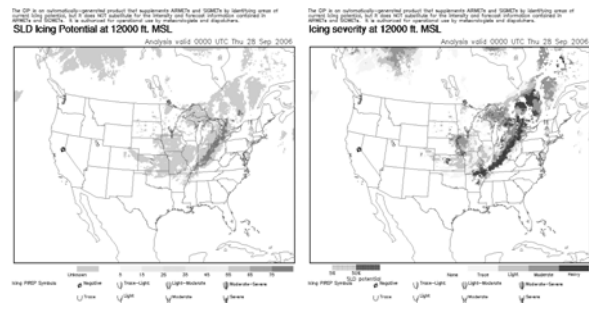 The CIP is an automatically-generated product that supplements AIRMETs and SIGMETs by identifying areas of
current icing potential, but it does NOT substitute for the intensity and forecast information contained in
AIRMETs and SIGMETs. It is authorized for operational use by meteorologists and dispatchers.
SLD Icing Potential at 12000 ft. MSL
Analysis valid 0000 UTC Thu 28 Sep 2006
Unknown 5 15 25
Icing PIREP Symbols
Negative Trace-Light Light-Moderate Moderate-Severe
Trace Light Moderate Severe
The CIP is an automatically-generated product that supplements AIRMETs and SIGMETs by identifying areas of
current icing potential, but it does NOT substitute for the intensity and forecast information contained in
AIRMETs and SIGMETs. It is authorized for operational use by meteorologists and dispatchers.
Icing severity at 12000 ft. MSL
Analysis valid 0000 UTC Thu 28 Sep 2006
SLD potential
None Trace Light Moderate Heavy
Icing PIREP Symbols
Negative Trace-Light Light-Moderate Moderate-Severe
Trace Light Moderate Severe